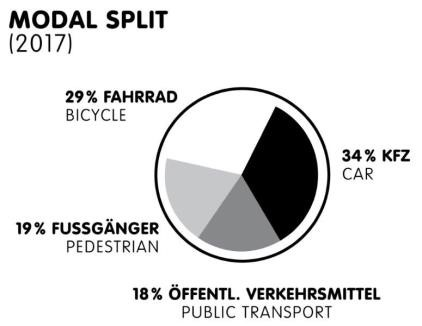 MODAL SPLIT
(2017)
29% FAHRRAD
BICYCLE
34% KFZ
CAR
19% FUSSGÄNGER
PEDESTRIAN
18% ÖFFENTL. VERKEHRSMITTEL
PUBLIC TRANSPORT